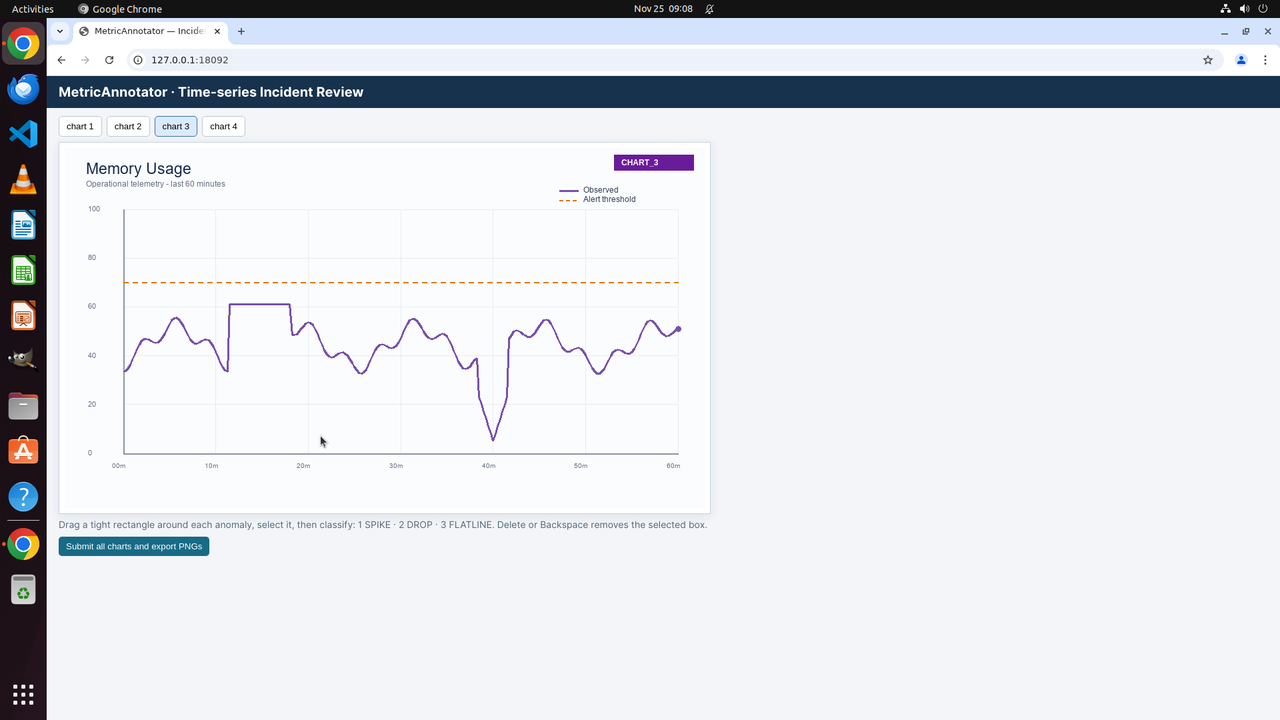 Activities
Google Chrome
Nov 25 09:08
MetricAnnotator — Incide
127.0.0.1:18092
MetricAnnotator · Time-series Incident Review
chart 1
chart 2
chart 3
chart 4
CHART_3
Memory Usage
Operational telemetry - last 60 minutes
Observed
Alert threshold
100
80
60
40
20
0
00m
10m
20m
30m
40m
50m
60m
Drag a tight rectangle around each anomaly, select it, then classify: 1 SPIKE · 2 DROP · 3 FLATLINE. Delete or Backspace removes the selected box.
Submit all charts and export PNGs